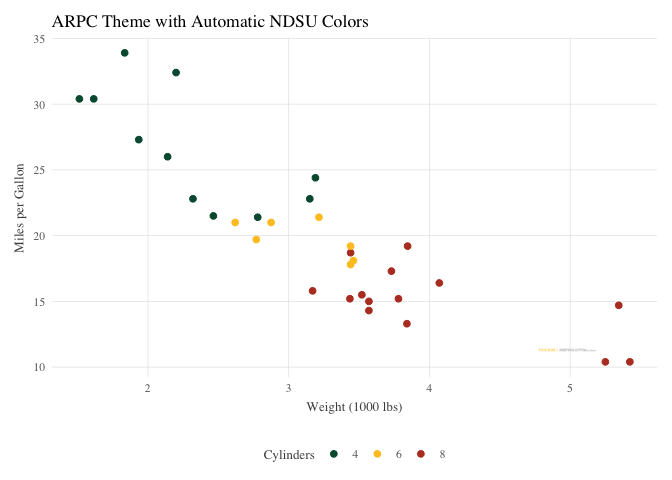 ARPC Theme with Automatic NDSU Colors
35
30
25
20
15
10
Miles per Gallon
2 3 4 5
Weight (1000 lbs)
Cylinders 4 6 8